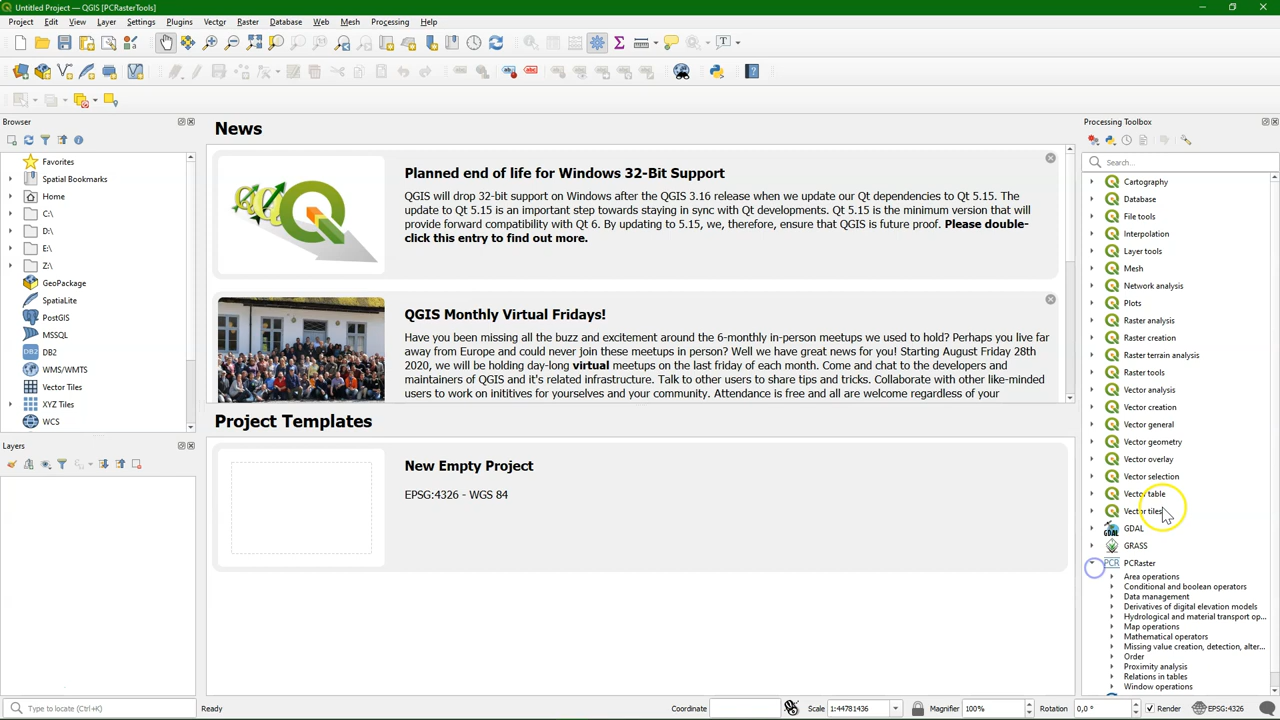 Untitled Project — QGIS [PCRasterTools]
Project Edit View Layer Settings Plugins Vector Raster Database Web Mesh Processing Help
Browser
Favorites
Spatial Bookmarks
Home
C:\
D:\
E:\
Z:\
GeoPackage
SpatiaLite
PostGIS
MSSQL
DB2
WMS/WMTS
Vector Tiles
XYZ Tiles
WCS
Layers
News
Planned end of life for Windows 32-Bit Support
QGIS will drop 32-bit support on Windows after the QGIS 3.16 release when we update our Qt dependencies to Qt 5.15. The
update to Qt 5.15 is an important step towards staying in sync with Qt developments. Qt 5.15 is the minimum version that will
provide forward compatibility with Qt 6. By updating to 5.15, we, therefore, ensure that QGIS is future proof. Please double-
click this entry to find out more.
QGIS Monthly Virtual Fridays!
Have you been missing all the buzz and excitement around the 6-monthly in-person meetups we used to hold? Perhaps you live far
away from Europe and could never join these meetups in person? Well we have great news for you! Starting August Friday 28th
2020, we will be holding day-long virtual meetups on the last friday of each month. Come and chat to the developers and
maintainers of QGIS and it's related infrastructure. Talk to other users to share tips and tricks. Collaborate with other like-minded
users to work on inititives for yourselves and your community. Attendance is free and all are welcome regardless of your
Project Templates
New Empty Project
EPSG:4326 - WGS 84
Processing Toolbox
Search...
Cartography
Database
File tools
Interpolation
Layer tools
Mesh
Network analysis
Plots
Raster analysis
Raster creation
Raster terrain analysis
Raster tools
Vector analysis
Vector creation
Vector general
Vector geometry
Vector overlay
Vector selection
Vector table
Vector tiles
GDAL
GRASS
PCR PCRaster
Area operations
Conditional and boolean operators
Data management
Derivatives of digital elevation models
Hydrological and material transport op...
Map operations
Mathematical operators
Missing value creation, detection, alter...
Order
Proximity analysis
Relations in tables
Window operations
Type to locate (Ctrl+K) Ready Coordinate Scale 1:44781436 Magnifier 100% Rotation 0,0 ° Render EPSG:4326